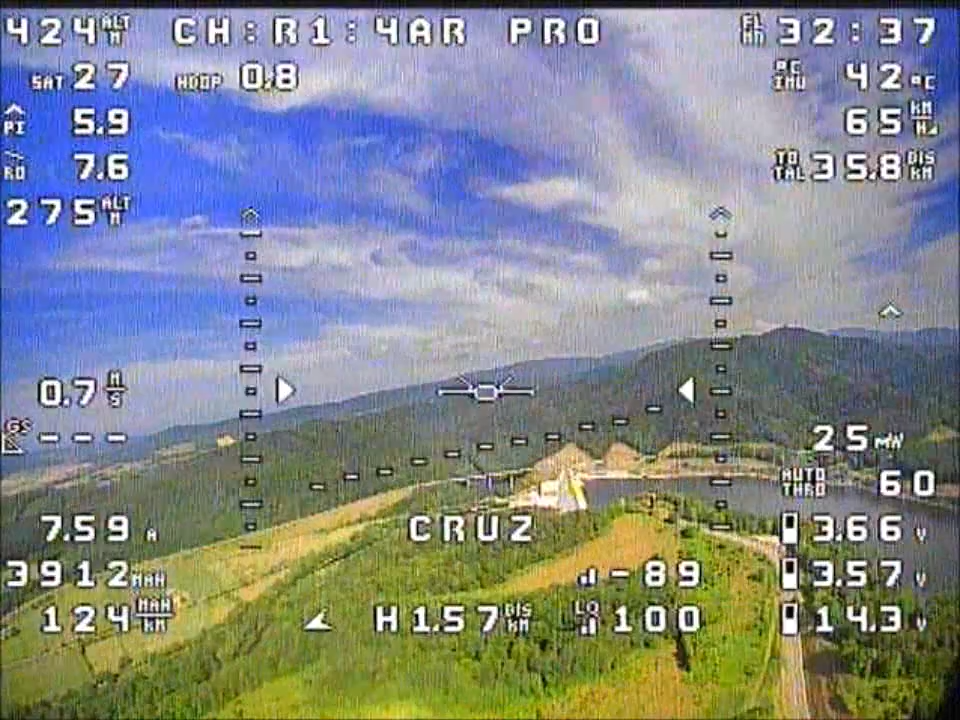 424 ALT M CH:R1:4AR PRO FL MN 32:37
SAT 27 HDOP 0,8 °C IMU 42 °C
PI 5.9 65 KM H
RO 7.6 TO TAL 35,8 DIS KM
275 ALT M
0.7 M S
GS ---
25 MW
AUTO THRO 60
7.59 A CRUZ 3.66 V
3912 MAH -89 3.57 V
124 MAH KM H 1.57 DIS KM LQ 100 14.3 V